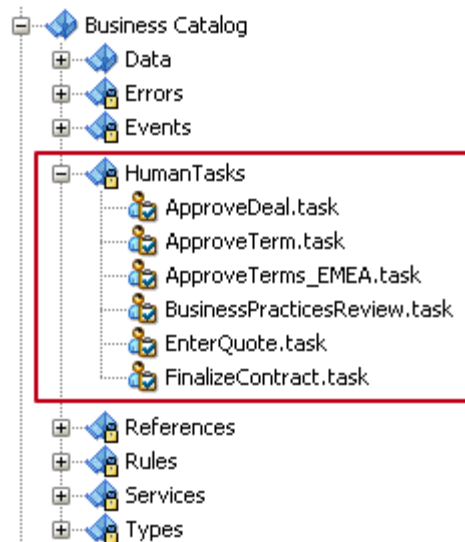 Business Catalog
Data
Errors
Events
HumanTasks
ApproveDeal.task
ApproveTerm.task
ApproveTerms_EMEA.task
BusinessPracticesReview.task
EnterQuote.task
FinalizeContract.task
References
Rules
Services
Types